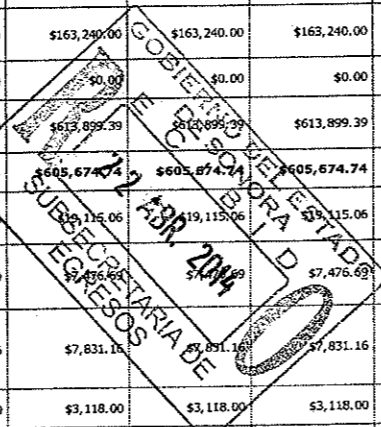 $163,240.00 $163,240.00 $163,240.00
$0.00 $0.00 $0.00
$613,899.39 $613,899.39 $613,899.39
$605,674.74 $605,674.74 $605,674.74
$19,115.06 $19,115.06 $19,115.06
$7,476.69 $7,476.69 $7,476.69
$7,831.16 $7,831.16 $7,831.16
$3,118.00 $3,118.00 $3,118.00
GOBIERNO DEL ESTADO
DE SONORA
RECIBIDO
22 ABR. 2014
SUBSECRETARIA DE
EGRESOS